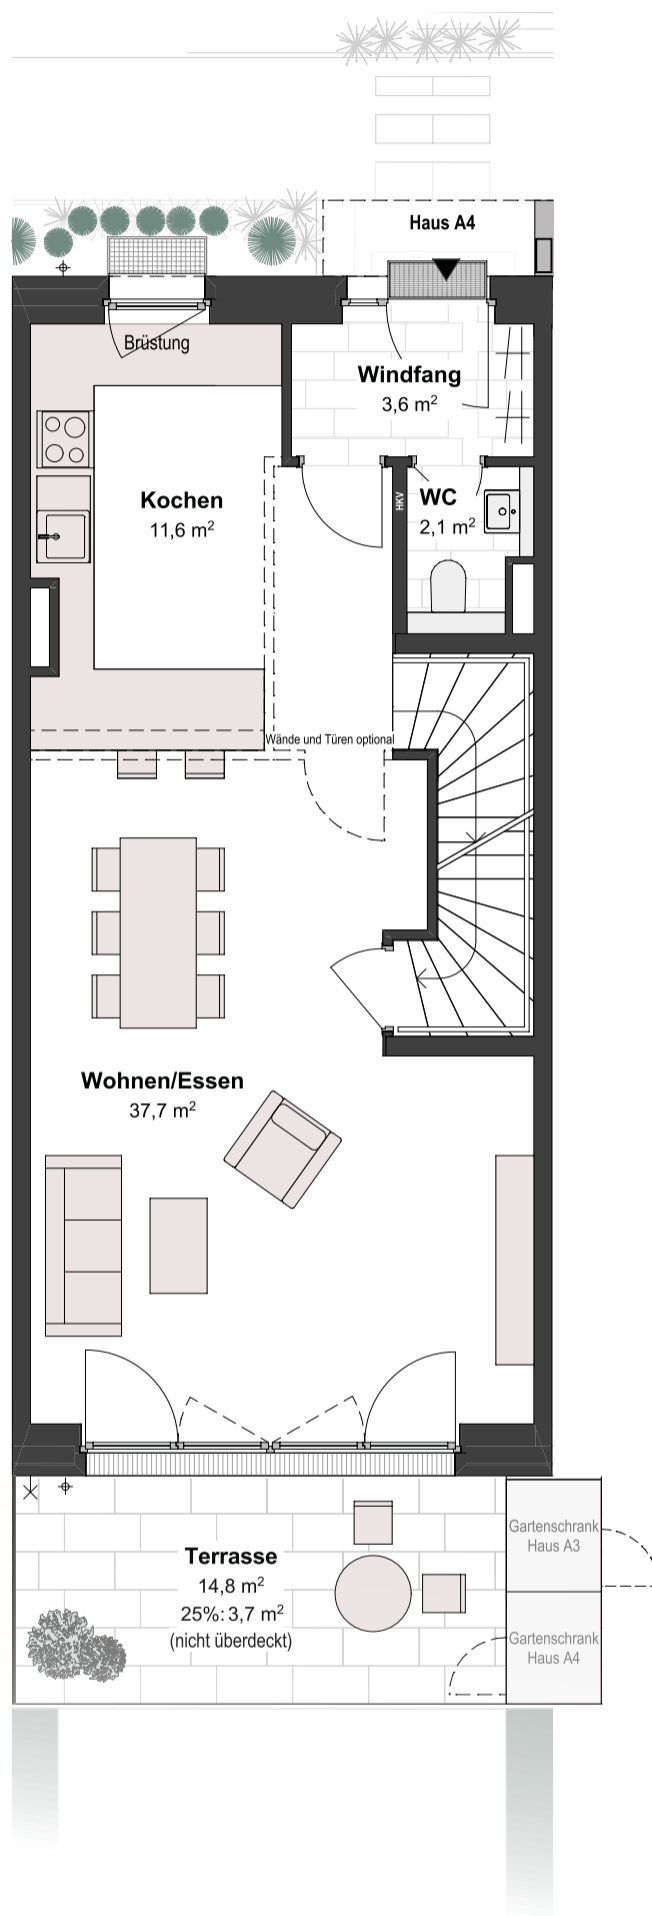 Haus A4
Brüstung
Windfang
3,6 m²
Kochen
11,6 m²
HKV
WC
2,1 m²
Wände und Türen optional
Wohnen/Essen
37,7 m²
Terrasse
14,8 m²
25%: 3,7 m²
(nicht überdeckt)
Gartenschrank
Haus A3
Gartenschrank
Haus A4